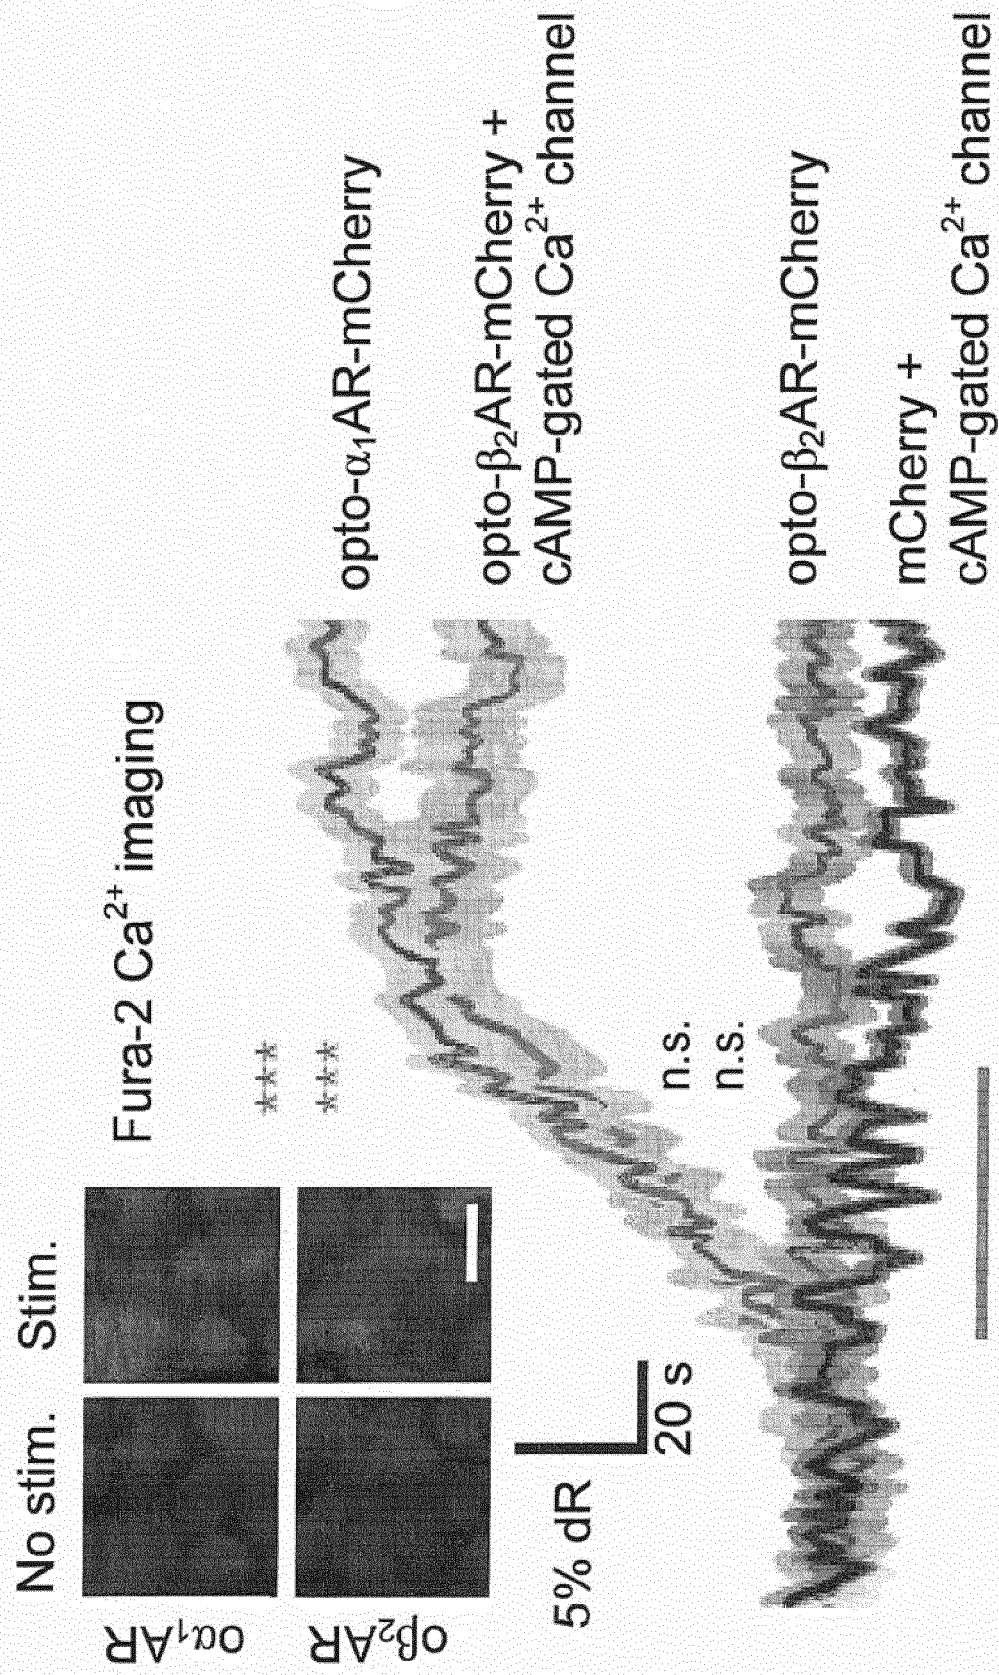 No stim.
Stim.
Fura-2 Ca²⁺ imaging
oα₁AR
oβ₂AR
***
***
5% dR
20 s
n.s.
n.s.
opto-α₁AR-mCherry
opto-β₂AR-mCherry +
cAMP-gated Ca²⁺ channel
opto-β₂AR-mCherry
mCherry +
cAMP-gated Ca²⁺ channel